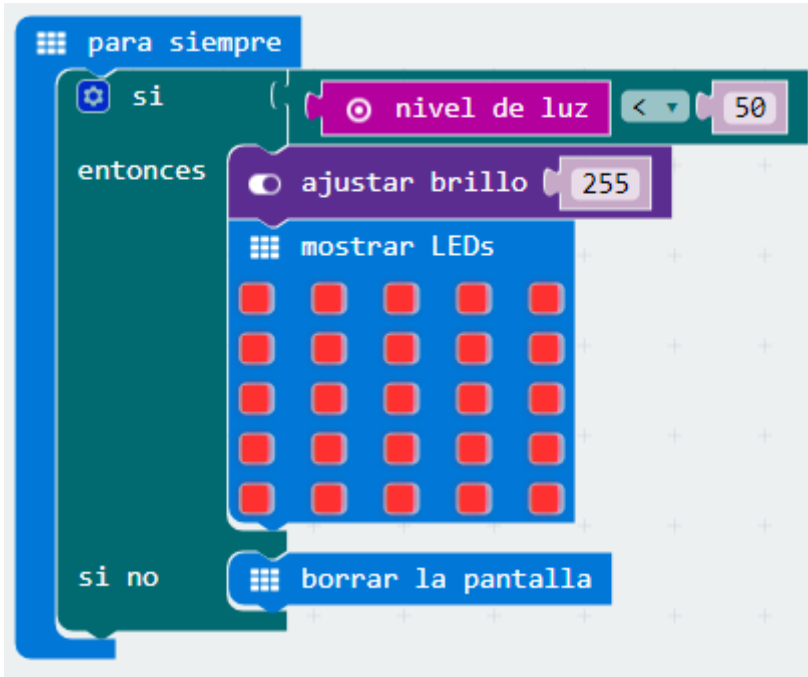 para siempre
si nivel de luz < 50
entonces ajustar brillo 255
mostrar LEDs
si no borrar la pantalla